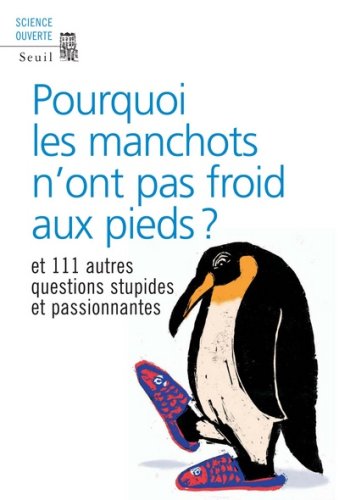 SCIENCE
OUVERTE
Seuil
Pourquoi
les manchots
n'ont pas froid
aux pieds ?
et 111 autres
questions stupides
et passionnantes